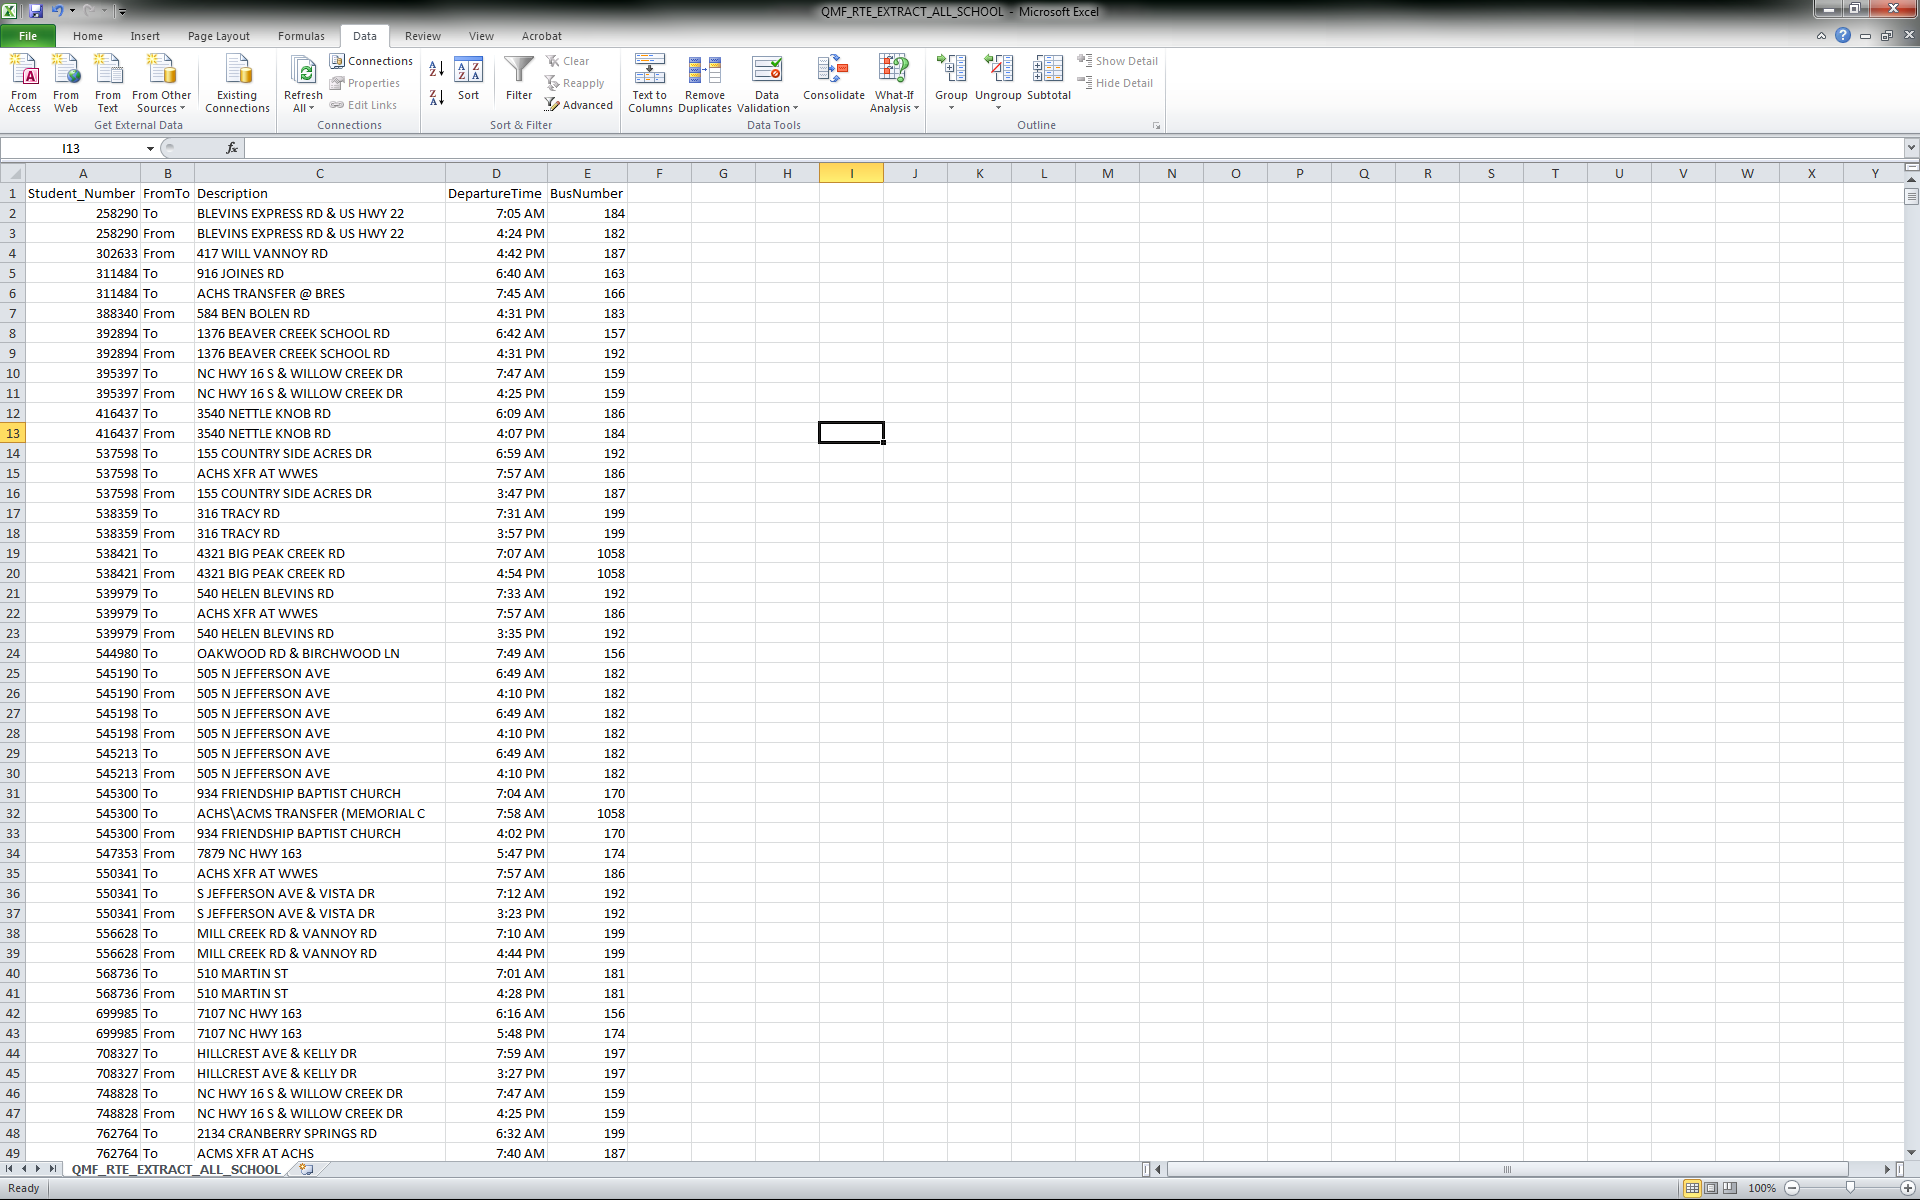 QMF_RTE_EXTRACT_ALL_SCHOOL - Microsoft Excel
File Home Insert Page Layout Formulas Data Review View Acrobat
From Access From Web From Text From Other Sources Existing Connections Refresh All Connections Properties Edit Links Sort Filter Clear Reapply Advanced Text to Columns Remove Duplicates Data Validation Consolidate What-If Analysis Group Ungroup Subtotal Show Detail Hide Detail
Get External Data Connections Sort & Filter Data Tools Outline
I13 fx
A B C D E F G H I J K L M N O P Q R S T U V W X Y
1 Student_Number FromTo Description DepartureTime BusNumber
2 258290 To BLEVINS EXPRESS RD & US HWY 22 7:05 AM 184
3 258290 From BLEVINS EXPRESS RD & US HWY 22 4:24 PM 182
4 302633 From 417 WILL VANNOY RD 4:42 PM 187
5 311484 To 916 JOINES RD 6:40 AM 163
6 311484 To ACHS TRANSFER @ BRES 7:45 AM 166
7 388340 From 584 BEN BOLEN RD 4:31 PM 183
8 392894 To 1376 BEAVER CREEK SCHOOL RD 6:42 AM 157
9 392894 From 1376 BEAVER CREEK SCHOOL RD 4:31 PM 192
10 395397 To NC HWY 16 S & WILLOW CREEK DR 7:47 AM 159
11 395397 From NC HWY 16 S & WILLOW CREEK DR 4:25 PM 159
12 416437 To 3540 NETTLE KNOB RD 6:09 AM 186
13 416437 From 3540 NETTLE KNOB RD 4:07 PM 184
14 537598 To 155 COUNTRY SIDE ACRES DR 6:59 AM 192
15 537598 To ACHS XFR AT WWES 7:57 AM 186
16 537598 From 155 COUNTRY SIDE ACRES DR 3:47 PM 187
17 538359 To 316 TRACY RD 7:31 AM 199
18 538359 From 316 TRACY RD 3:57 PM 199
19 538421 To 4321 BIG PEAK CREEK RD 7:07 AM 1058
20 538421 From 4321 BIG PEAK CREEK RD 4:54 PM 1058
21 539979 To 540 HELEN BLEVINS RD 7:33 AM 192
22 539979 To ACHS XFR AT WWES 7:57 AM 186
23 539979 From 540 HELEN BLEVINS RD 3:35 PM 192
24 544980 To OAKWOOD RD & BIRCHWOOD LN 7:49 AM 156
25 545190 To 505 N JEFFERSON AVE 6:49 AM 182
26 545190 From 505 N JEFFERSON AVE 4:10 PM 182
27 545198 To 505 N JEFFERSON AVE 6:49 AM 182
28 545198 From 505 N JEFFERSON AVE 4:10 PM 182
29 545213 To 505 N JEFFERSON AVE 6:49 AM 182
30 545213 From 505 N JEFFERSON AVE 4:10 PM 182
31 545300 To 934 FRIENDSHIP BAPTIST CHURCH 7:04 AM 170
32 545300 To ACHS\ACMS TRANSFER (MEMORIAL C 7:58 AM 1058
33 545300 From 934 FRIENDSHIP BAPTIST CHURCH 4:02 PM 170
34 547353 From 7879 NC HWY 163 5:47 PM 174
35 550341 To ACHS XFR AT WWES 7:57 AM 186
36 550341 To S JEFFERSON AVE & VISTA DR 7:12 AM 192
37 550341 From S JEFFERSON AVE & VISTA DR 3:23 PM 192
38 556628 To MILL CREEK RD & VANNOY RD 7:10 AM 199
39 556628 From MILL CREEK RD & VANNOY RD 4:44 PM 199
40 568736 To 510 MARTIN ST 7:01 AM 181
41 568736 From 510 MARTIN ST 4:28 PM 181
42 699985 To 7107 NC HWY 163 6:16 AM 156
43 699985 From 7107 NC HWY 163 5:48 PM 174
44 708327 To HILLCREST AVE & KELLY DR 7:59 AM 197
45 708327 From HILLCREST AVE & KELLY DR 3:27 PM 197
46 748828 To NC HWY 16 S & WILLOW CREEK DR 7:47 AM 159
47 748828 From NC HWY 16 S & WILLOW CREEK DR 4:25 PM 159
48 762764 To 2134 CRANBERRY SPRINGS RD 6:32 AM 199
49 762764 To ACMS XFR AT ACHS 7:40 AM 187
QMF_RTE_EXTRACT_ALL_SCHOOL
Ready 100%